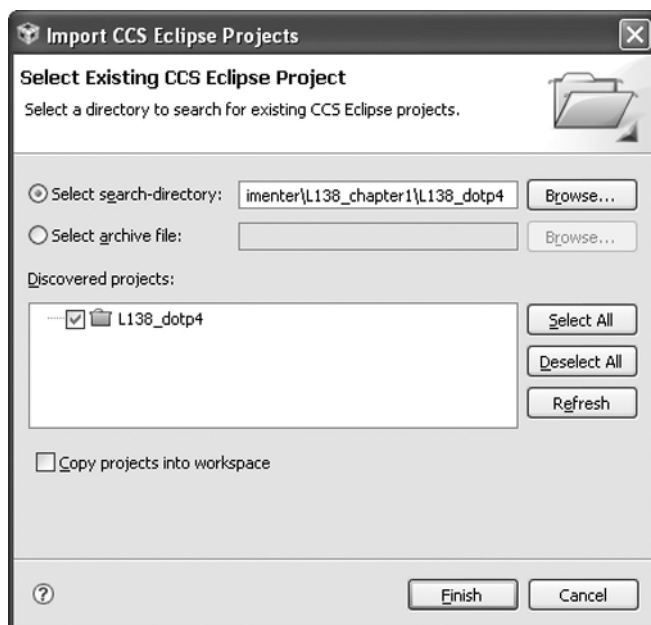 Import CCS Eclipse Projects
Select Existing CCS Eclipse Project
Select a directory to search for existing CCS Eclipse projects.
Select search-directory: imenter\L138_chapter1\L138_dotp4 Browse...
Select archive file: Browse...
Discovered projects:
L138_dotp4
Select All
Deselect All
Refresh
Copy projects into workspace
? Finish Cancel